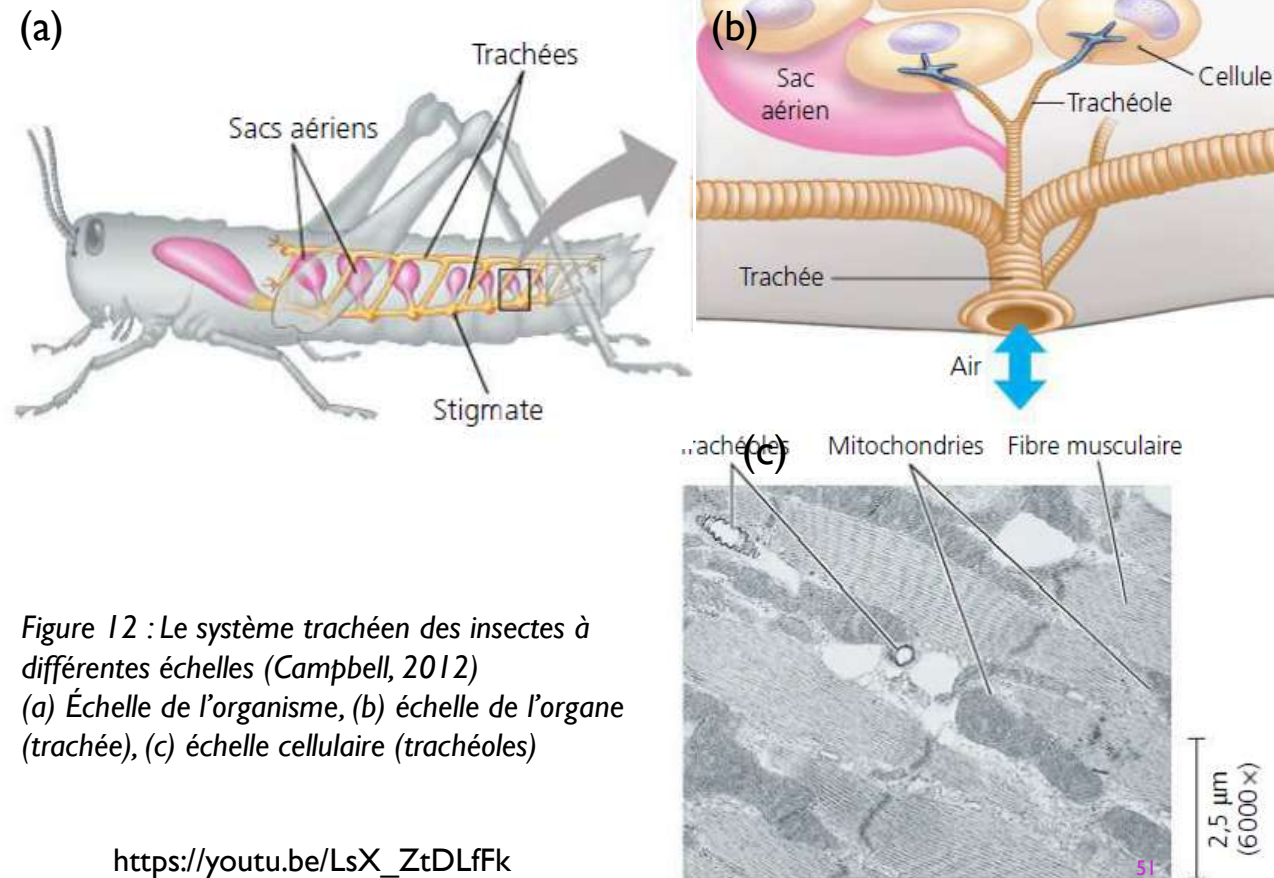 (a)
Trachées
Sacs aériens
Stigmate
(b)
Sac
aérien
Cellule
Trachéole
Trachée
Air
(c)
Mitochondries
Fibre musculaire
2,5 µm
(6000×)
Figure 12 : Le système trachéen des insectes à
différentes échelles (Campbell, 2012)
(a) Échelle de l’organisme, (b) échelle de l’organe
(trachée), (c) échelle cellulaire (trachéoles)
https://youtu.be/LsX_ZtDLfFk
51